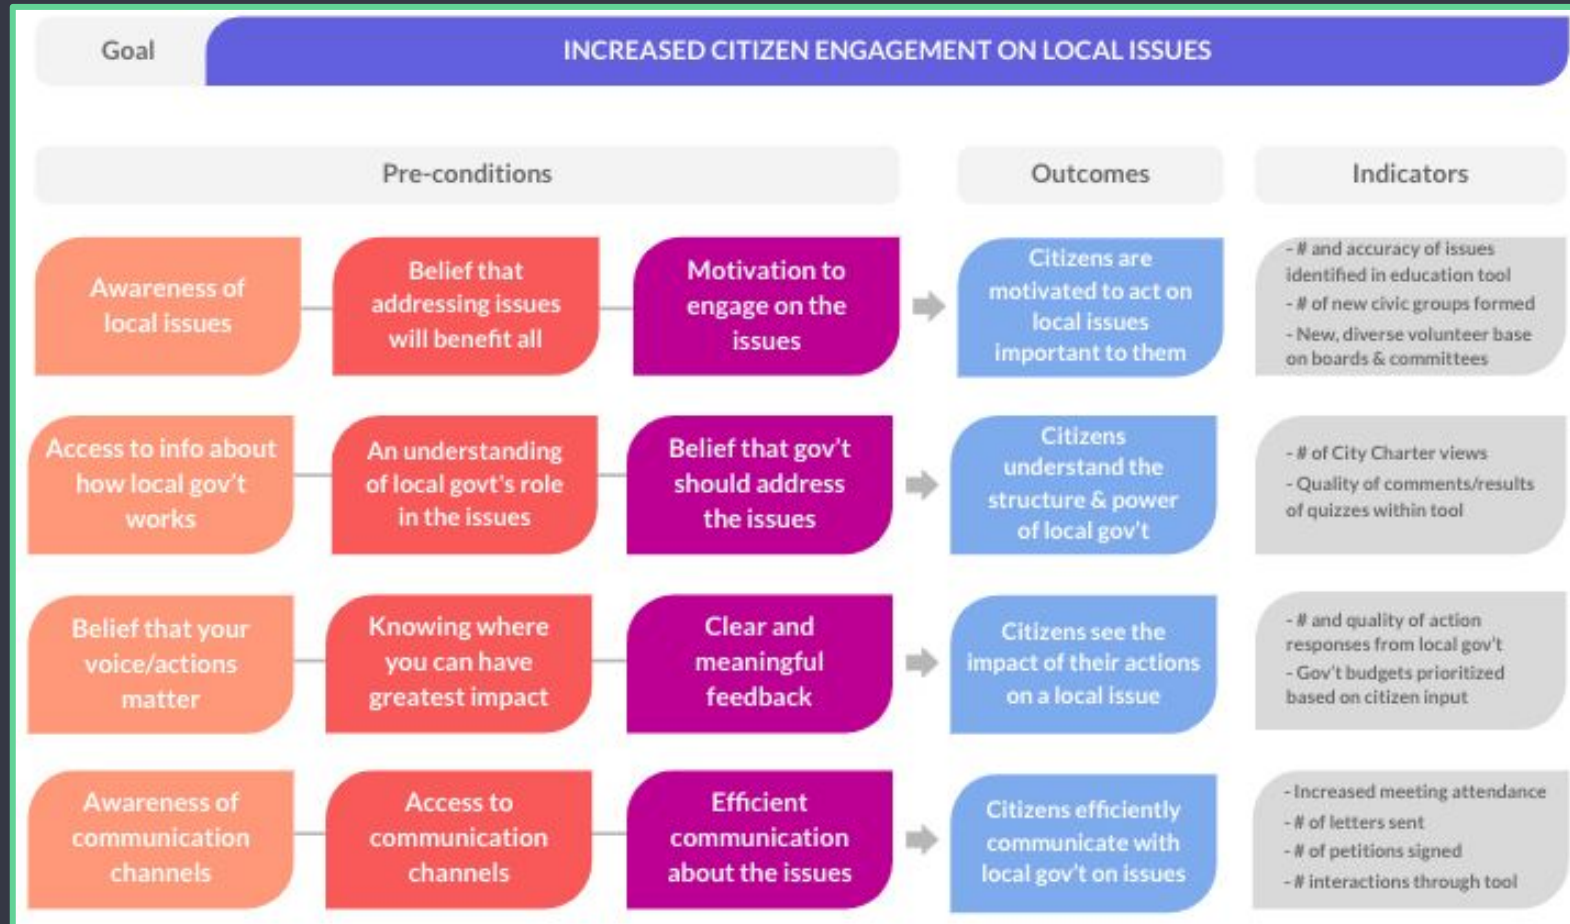 Goal
INCREASED CITIZEN ENGAGEMENT ON LOCAL ISSUES
Pre-conditions
Outcomes
Indicators
Awareness of
local issues
Belief that
addressing issues
will benefit all
Motivation to
engage on the
issues
Citizens are
motivated to act on
local issues
important to them
- # and accuracy of issues
identified in education tool
- # of new civic groups formed
- New, diverse volunteer base
on boards & committees
Access to info about
how local gov't
works
An understanding
of local govt's role
in the issues
Belief that gov't
should address
the issues
Citizens
understand the
structure & power
of local gov't
- # of City Charter views
- Quality of comments/results
of quizzes within tool
Belief that your
voice/actions
matter
Knowing where
you can have
greatest impact
Clear and
meaningful
feedback
Citizens see the
impact of their actions
on a local issue
- # and quality of action
responses from local gov't
- Gov't budgets prioritized
based on citizen input
Awareness of
communication
channels
Access to
communication
channels
Efficient
communication
about the issues
Citizens efficiently
communicate with
local gov't on issues
- Increased meeting attendance
- # of letters sent
- # of petitions signed
- # interactions through tool